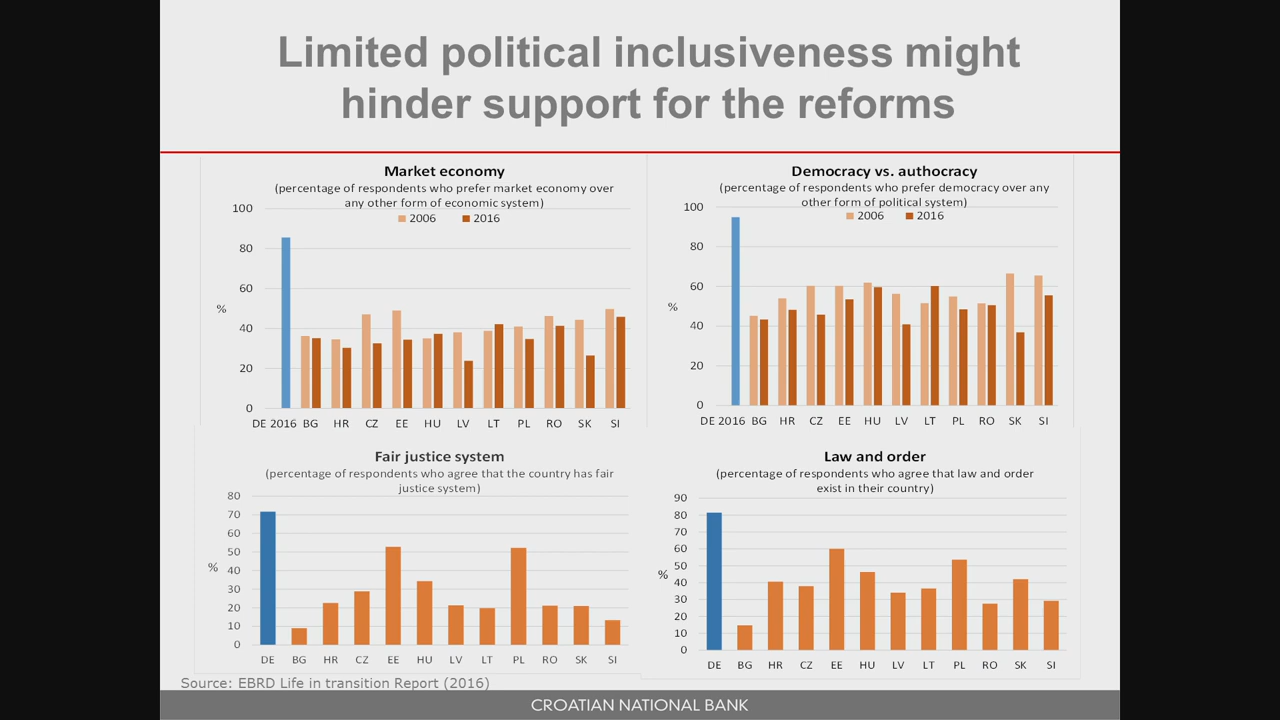 Limited political inclusiveness might
hinder support for the reforms
Market economy
(percentage of respondents who prefer market economy over
any other form of economic system)
2006 2016
100
80
60
40
20
0
%
DE 2016 BG HR CZ EE HU LV LT PL RO SK SI
Democracy vs. authocracy
(percentage of respondents who prefer democracy over any
other form of political system)
2006 2016
100
80
60
40
20
0
%
DE 2016 BG HR CZ EE HU LV LT PL RO SK SI
Fair justice system
(percentage of respondents who agree that the country has fair
justice system)
80
70
60
50
40
30
20
10
0
%
DE BG HR CZ EE HU LV LT PL RO SK SI
Law and order
(percentage of respondents who agree that law and order
exist in their country)
90
80
70
60
50
40
30
20
10
0
%
DE BG HR CZ EE HU LV LT PL RO SK SI
Source: EBRD Life in transition Report (2016)
CROATIAN NATIONAL BANK